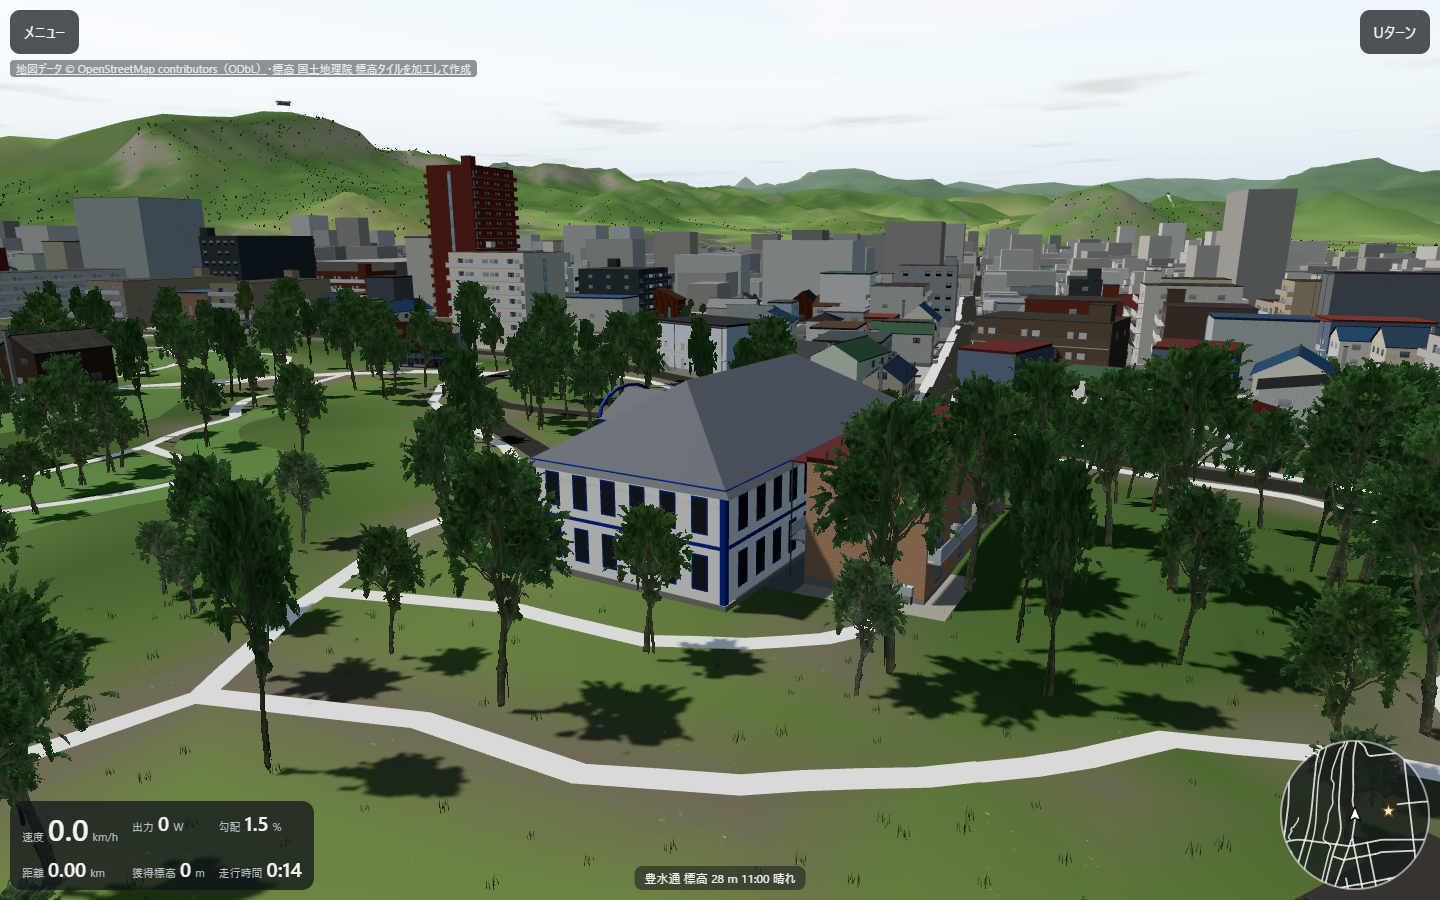 メニュー
Uターン
地図データ © OpenStreetMap contributors（ODbL）・標高 国土地理院 標高タイルを加工して作成
速度 0.0 km/h 出力 0 W 勾配 1.5 %
距離 0.00 km 獲得標高 0 m 走行時間 0:14
豊水通 標高 28 m 11:00 晴れ